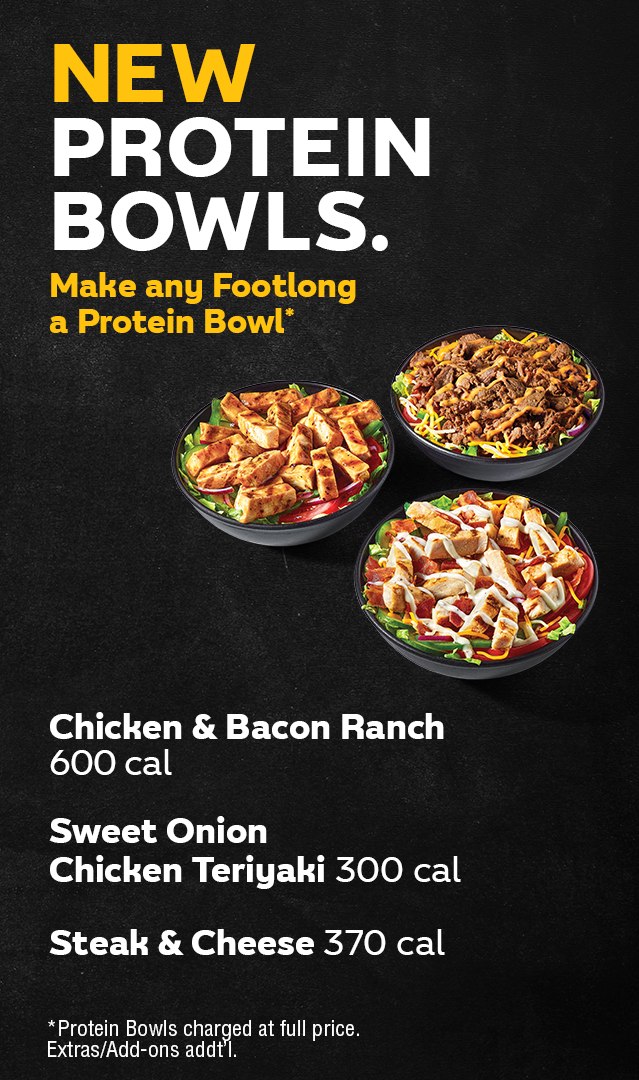 NEW
PROTEIN
BOWLS.
Make any Footlong
a Protein Bowl*
Chicken & Bacon Ranch
600 cal
Sweet Onion
Chicken Teriyaki 300 cal
Steak & Cheese 370 cal
*Protein Bowls charged at full price.
Extras/Add-ons addt'l.